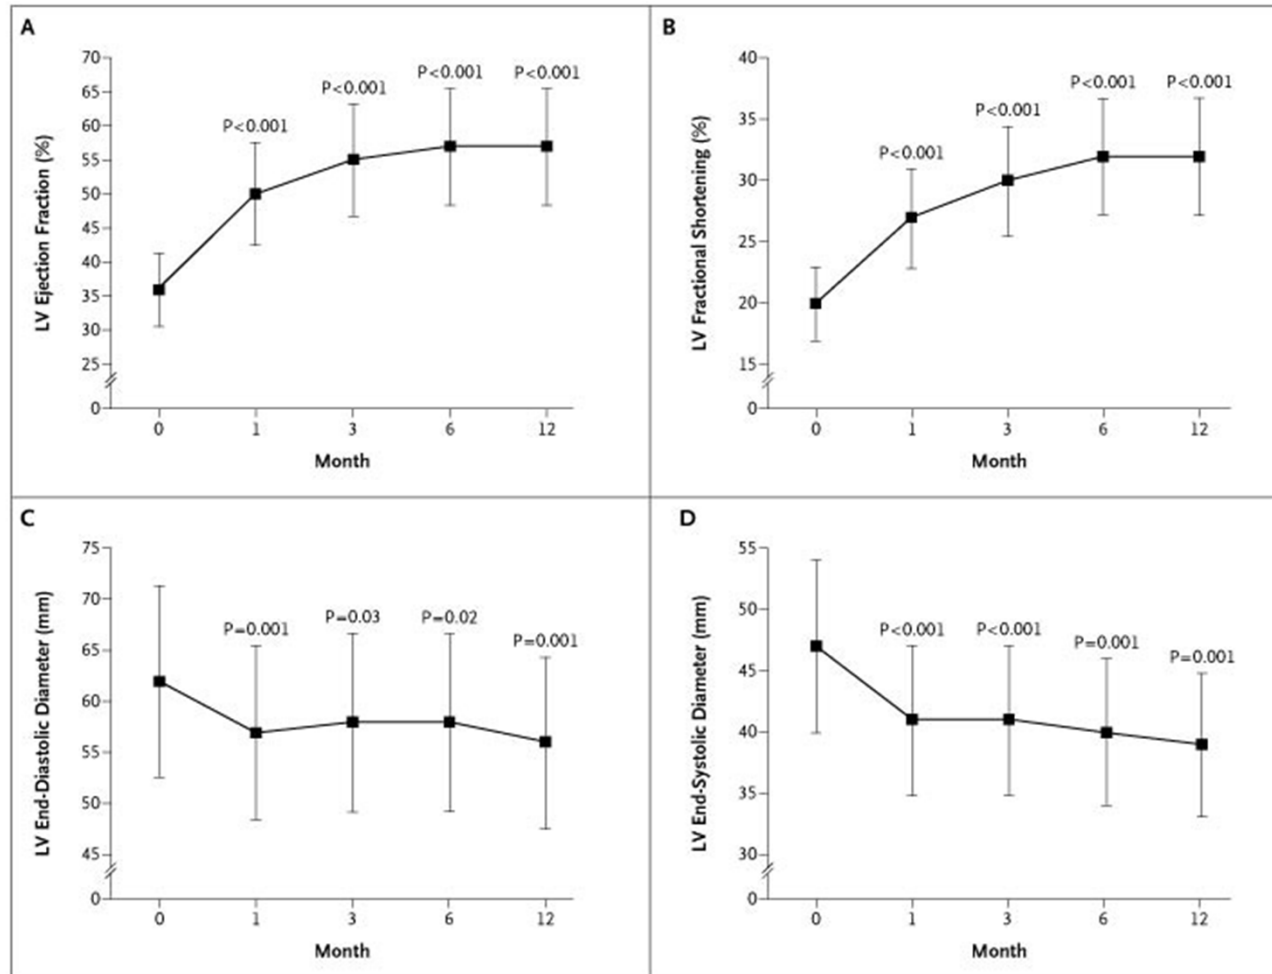 A
LV Ejection Fraction (%)
70
65
60
55
50
45
40
35
30
25
0
P<0.001
P<0.001
P<0.001
P<0.001
0 1 3 6 12
Month
B
LV Fractional Shortening (%)
40
35
30
25
20
15
0
P<0.001
P<0.001
P<0.001
P<0.001
0 1 3 6 12
Month
C
LV End-Diastolic Diameter (mm)
75
70
65
60
55
50
45
0
P=0.001
P=0.03
P=0.02
P=0.001
0 1 3 6 12
Month
D
LV End-Systolic Diameter (mm)
55
50
45
40
35
30
0
P<0.001
P<0.001
P=0.001
P=0.001
0 1 3 6 12
Month